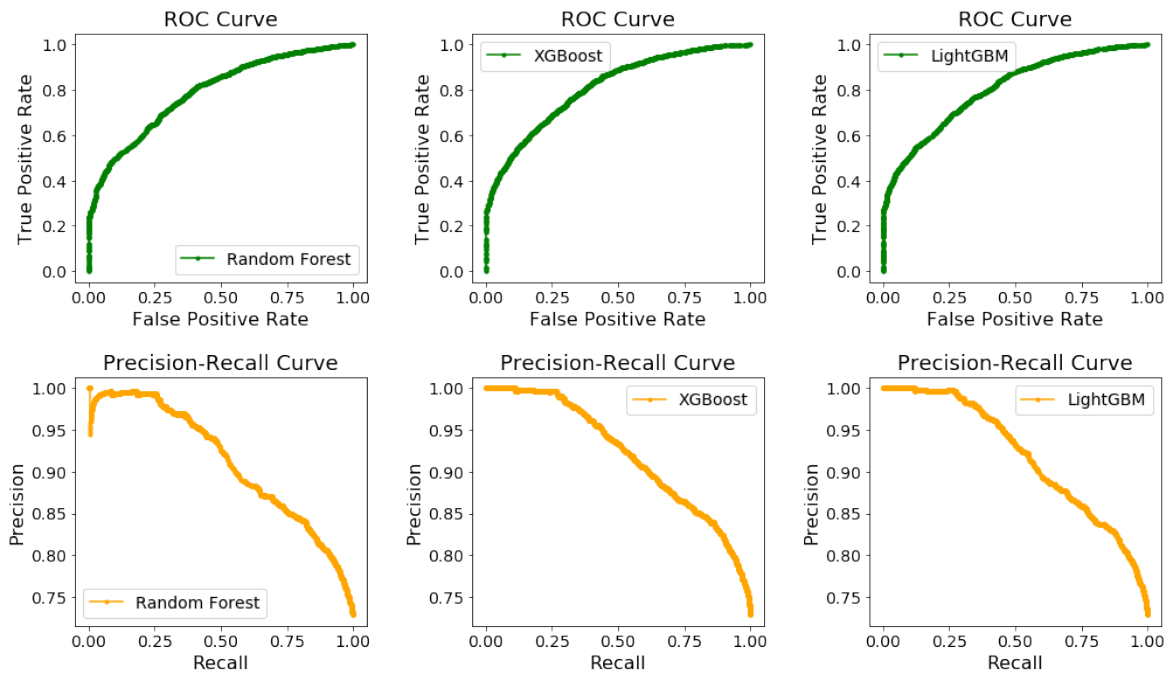 ROC Curve
1.0
0.8
0.6
0.4
0.2
0.0
True Positive Rate
Random Forest
0.00 0.25 0.50 0.75 1.00
False Positive Rate
ROC Curve
1.0
0.8
0.6
0.4
0.2
0.0
True Positive Rate
XGBoost
0.00 0.25 0.50 0.75 1.00
False Positive Rate
ROC Curve
1.0
0.8
0.6
0.4
0.2
0.0
True Positive Rate
LightGBM
0.00 0.25 0.50 0.75 1.00
False Positive Rate
Precision-Recall Curve
1.00
0.95
0.90
0.85
0.80
0.75
Precision
Random Forest
0.00 0.25 0.50 0.75 1.00
Recall
Precision-Recall Curve
1.00
0.95
0.90
0.85
0.80
0.75
Precision
XGBoost
0.00 0.25 0.50 0.75 1.00
Recall
Precision-Recall Curve
1.00
0.95
0.90
0.85
0.80
0.75
Precision
LightGBM
0.00 0.25 0.50 0.75 1.00
Recall